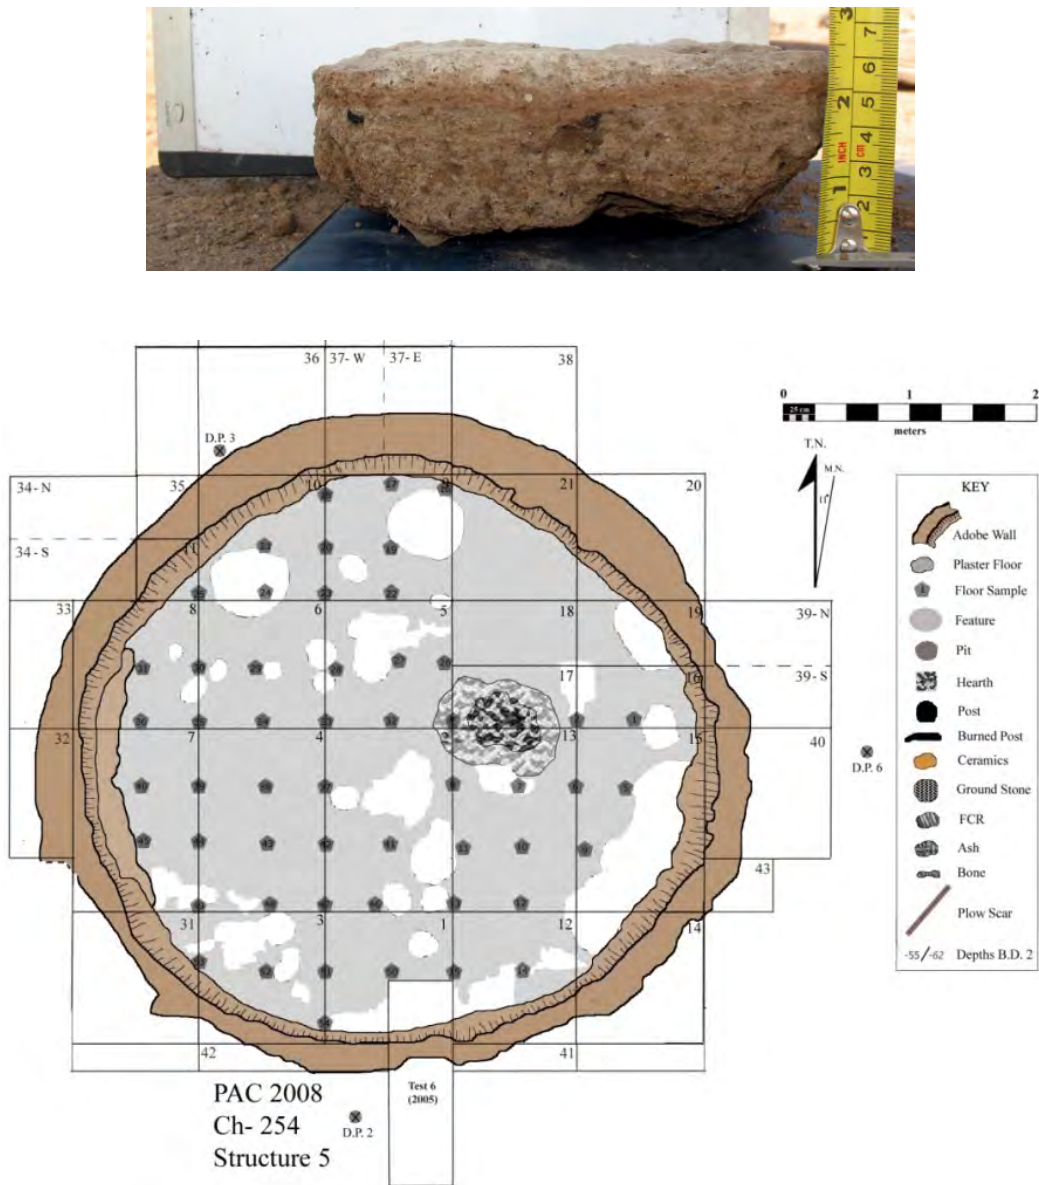 3 7
6
2 5
INCH CM 4
1 3
2
36 37- W 37- E 38
0 1 2
25 cm
meters
T.N.
M.N.
11°
D.P. 3
34- N 35 10 9 21 20
KEY
Adobe Wall
34- S 11
Plaster Floor
Floor Sample
33 8 6 5 18 19 39- N
Feature
Pit
17 16 39- S
Hearth
Post
32 7 4 2 13 15 40
Burned Post
D.P. 6
Ceramics
Ground Stone
FCR
Ash
43
Bone
31 3 1 12 14
Plow Scar
-55/-62 Depths B.D. 2
42 41
PAC 2008
Ch- 254
Structure 5
D.P. 2
Test 6
(2005)